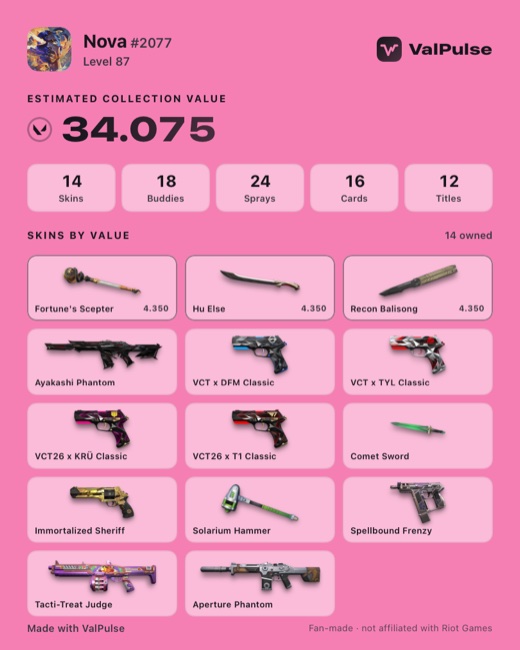 Nova #2077
Level 87
ValPulse
ESTIMATED COLLECTION VALUE
34.075
14
Skins
18
Buddies
24
Sprays
16
Cards
12
Titles
SKINS BY VALUE
14 owned
Fortune's Scepter 4.350
Hu Else 4.350
Recon Balisong 4.350
Ayakashi Phantom
VCT x DFM Classic
VCT x TYL Classic
VCT26 x KRÜ Classic
VCT26 x T1 Classic
Comet Sword
Immortalized Sheriff
Solarium Hammer
Spellbound Frenzy
Tacti-Treat Judge
Aperture Phantom
Made with ValPulse
Fan-made · not affiliated with Riot Games